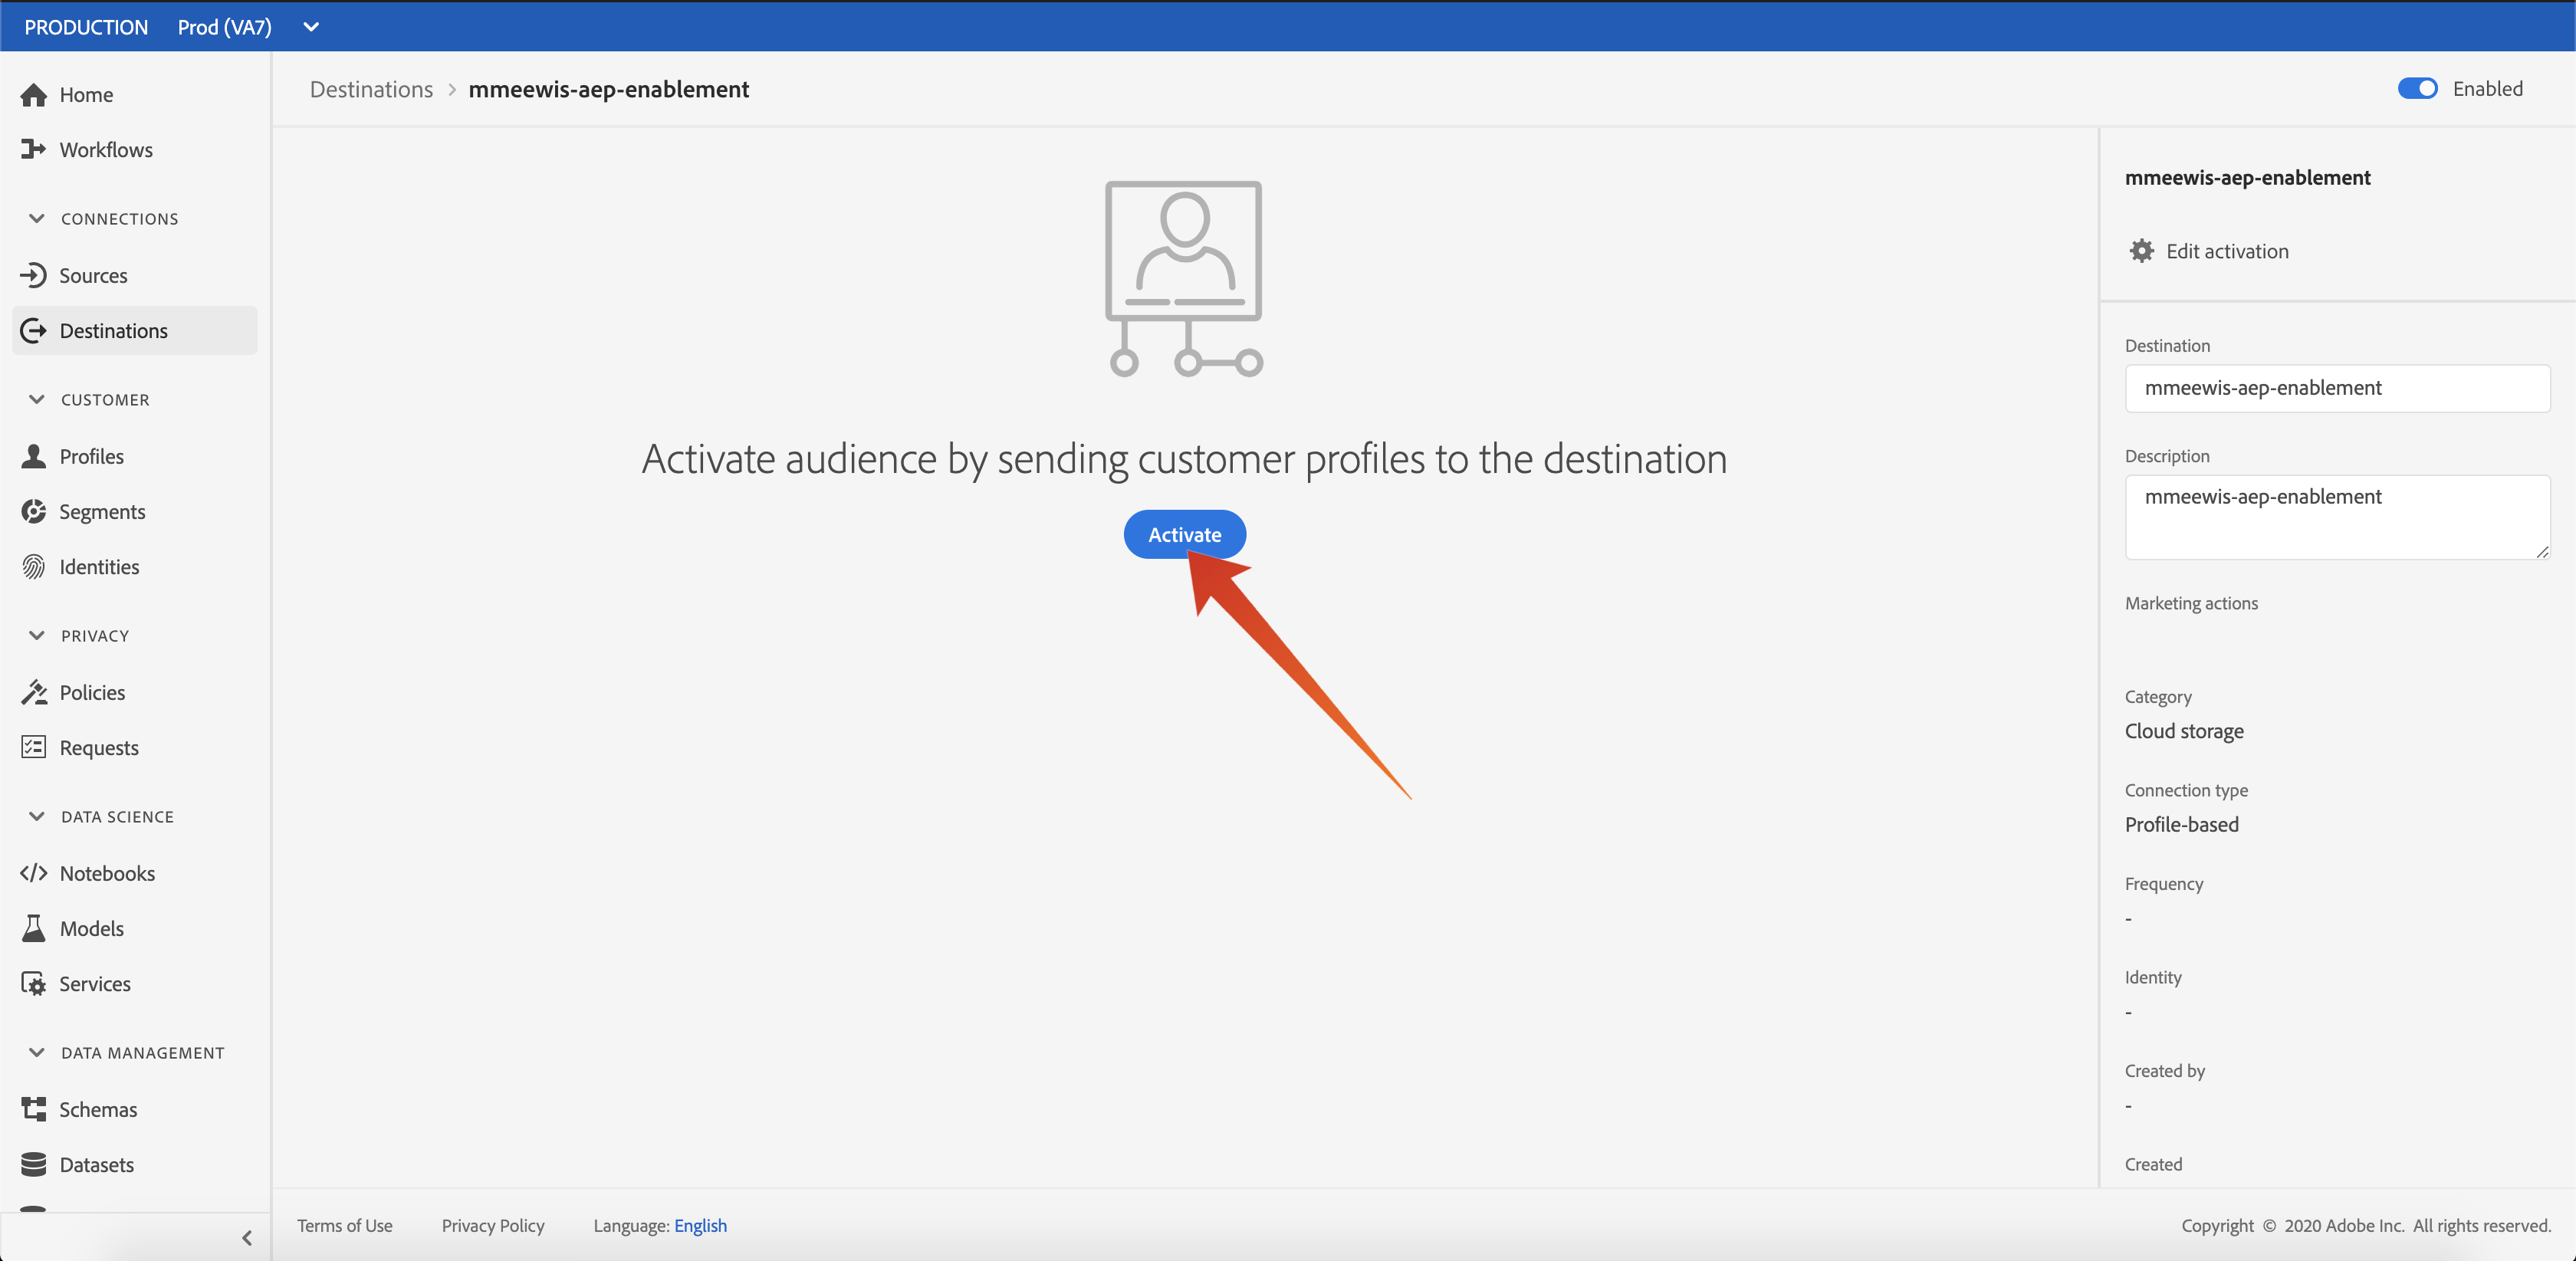 PRODUCTION Prod (VA7)
Home
Workflows
CONNECTIONS
Sources
Destinations
CUSTOMER
Profiles
Segments
Identities
PRIVACY
Policies
Requests
DATA SCIENCE
Notebooks
Models
Services
DATA MANAGEMENT
Schemas
Datasets
Destinations > mmeewis-aep-enablement
Enabled
Activate audience by sending customer profiles to the destination
Activate
mmeewis-aep-enablement
Edit activation
Destination
mmeewis-aep-enablement
Description
mmeewis-aep-enablement
Marketing actions
Category
Cloud storage
Connection type
Profile-based
Frequency
-
Identity
-
Created by
-
Created
Terms of Use Privacy Policy Language: English
Copyright © 2020 Adobe Inc. All rights reserved.